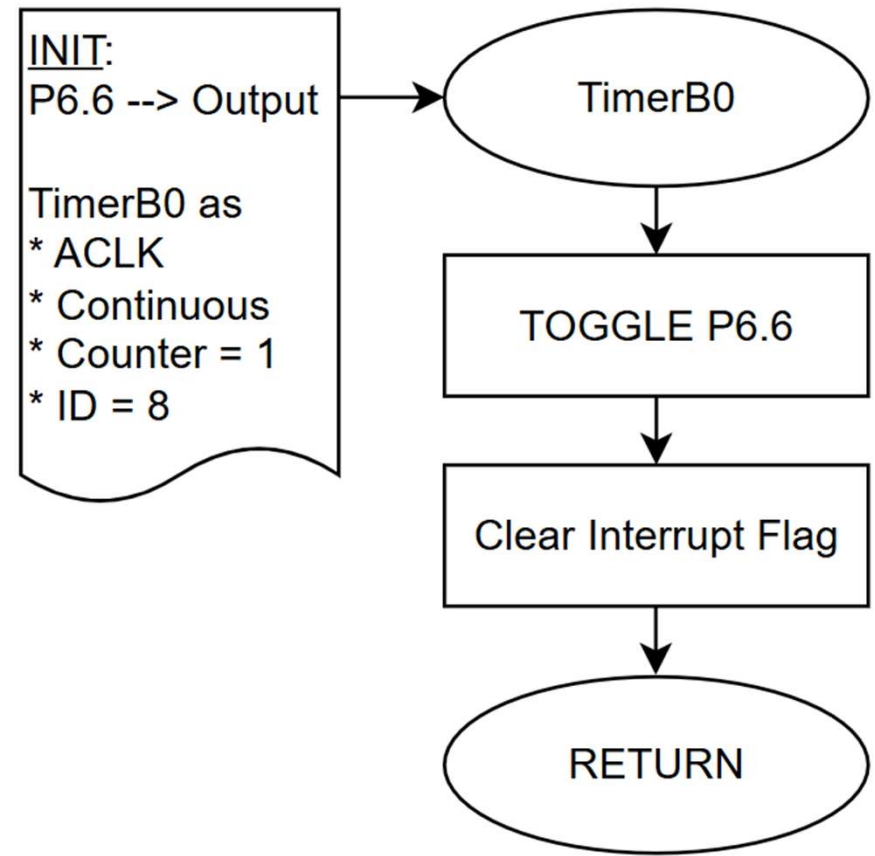 INIT:
P6.6 --> Output
TimerB0 as
* ACLK
* Continuous
* Counter = 1
* ID = 8
TimerB0
TOGGLE P6.6
Clear Interrupt Flag
RETURN